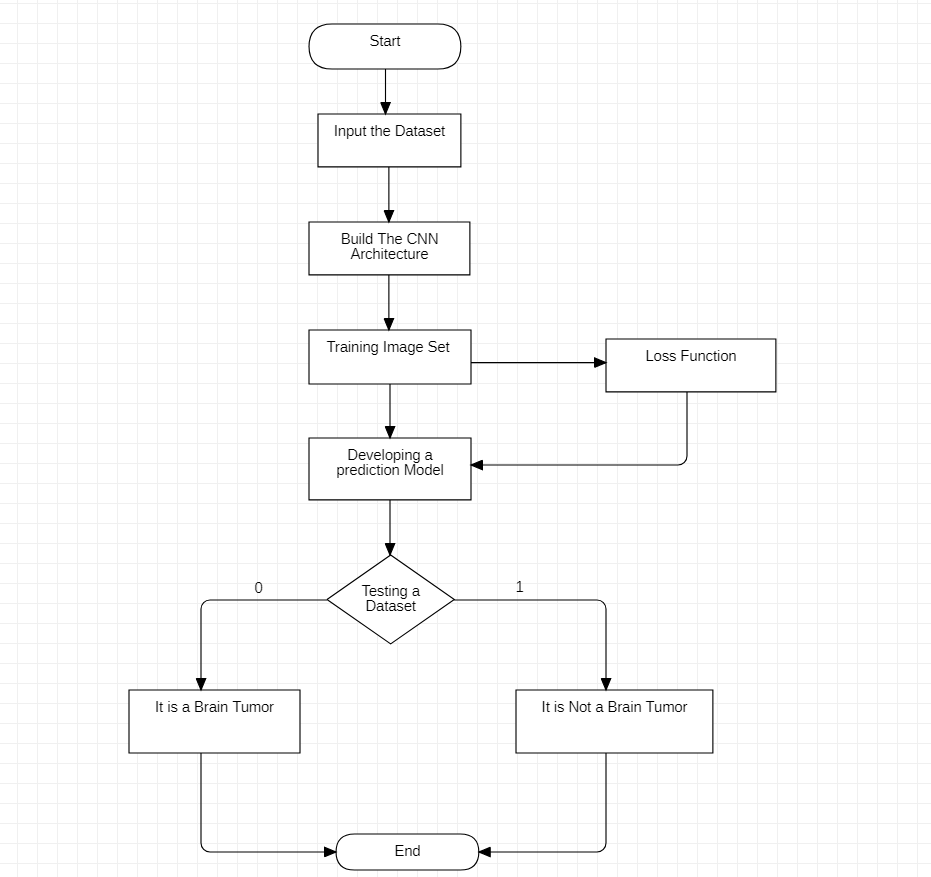 Start
Input the Dataset
Build The CNN
Architecture
Training Image Set
Loss Function
Developing a
prediction Model
0
1
Testing a
Dataset
It is a Brain Tumor
It is Not a Brain Tumor
End